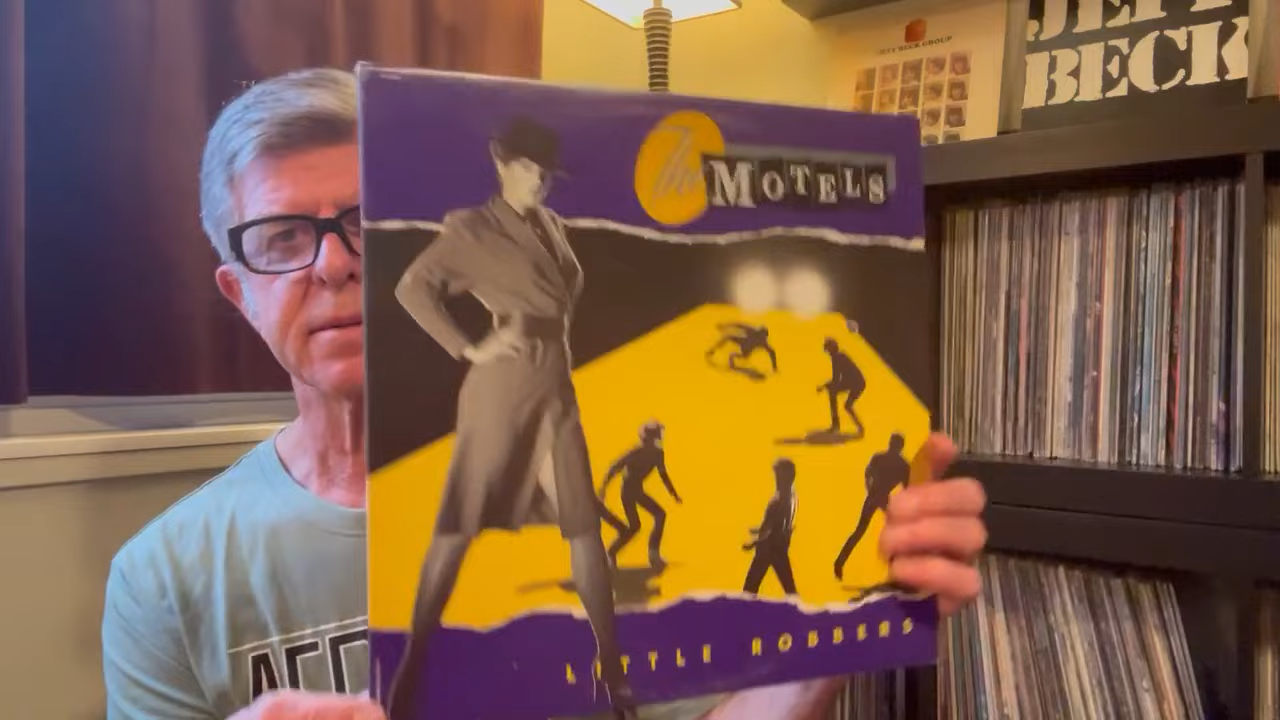 JEFF
BECK
JEFF BECK GROUP
The
MOTELS
LITTLE ROBBERS